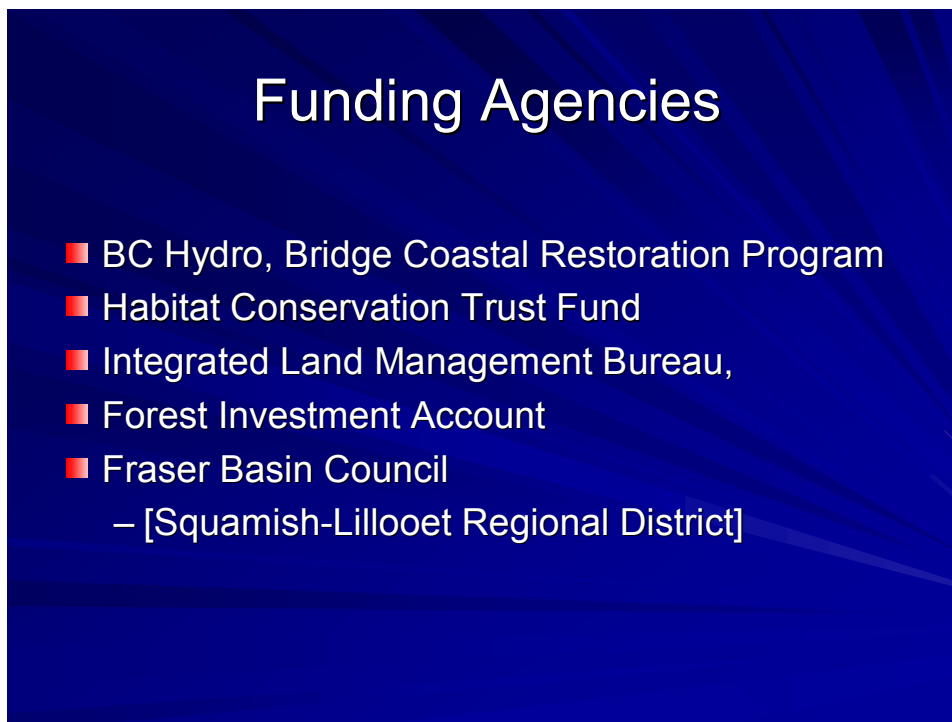 Funding Agencies
BC Hydro, Bridge Coastal Restoration Program
Habitat Conservation Trust Fund
Integrated Land Management Bureau,
Forest Investment Account
Fraser Basin Council
– [Squamish-Lillooet Regional District]